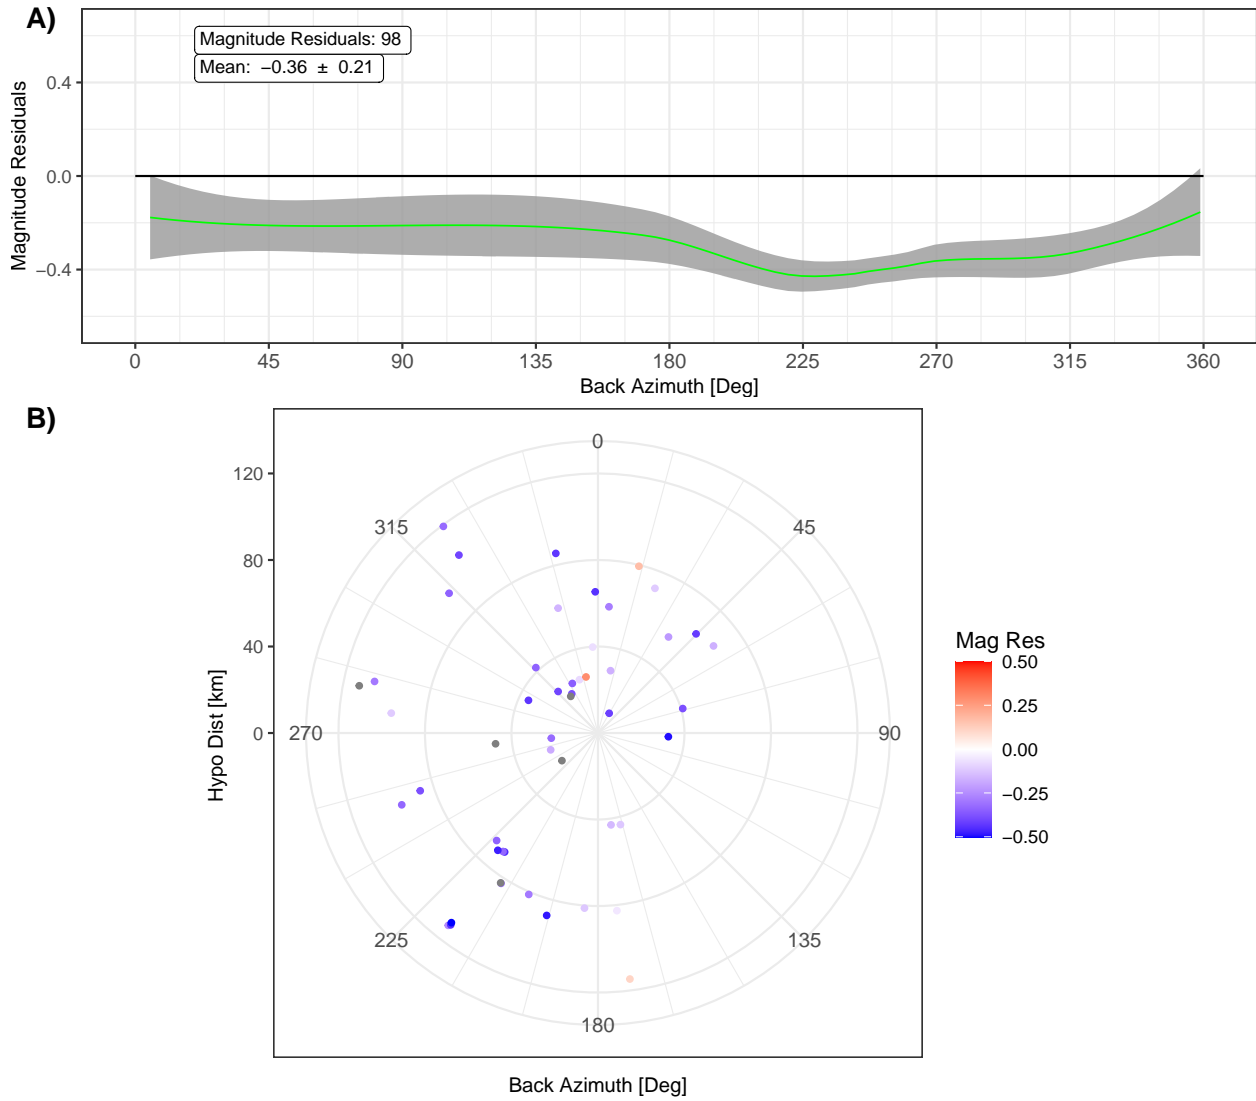 A)
Magnitude Residuals: 98
Mean: −0.36 ± 0.21
Magnitude Residuals
0.4
0.0
−0.4
0 45 90 135 180 225 270 315 360
Back Azimuth [Deg]
B)
Hypo Dist [km]
120
80
40
0
0
45
90
135
180
225
270
315
Back Azimuth [Deg]
Mag Res
0.50
0.25
0.00
−0.25
−0.50